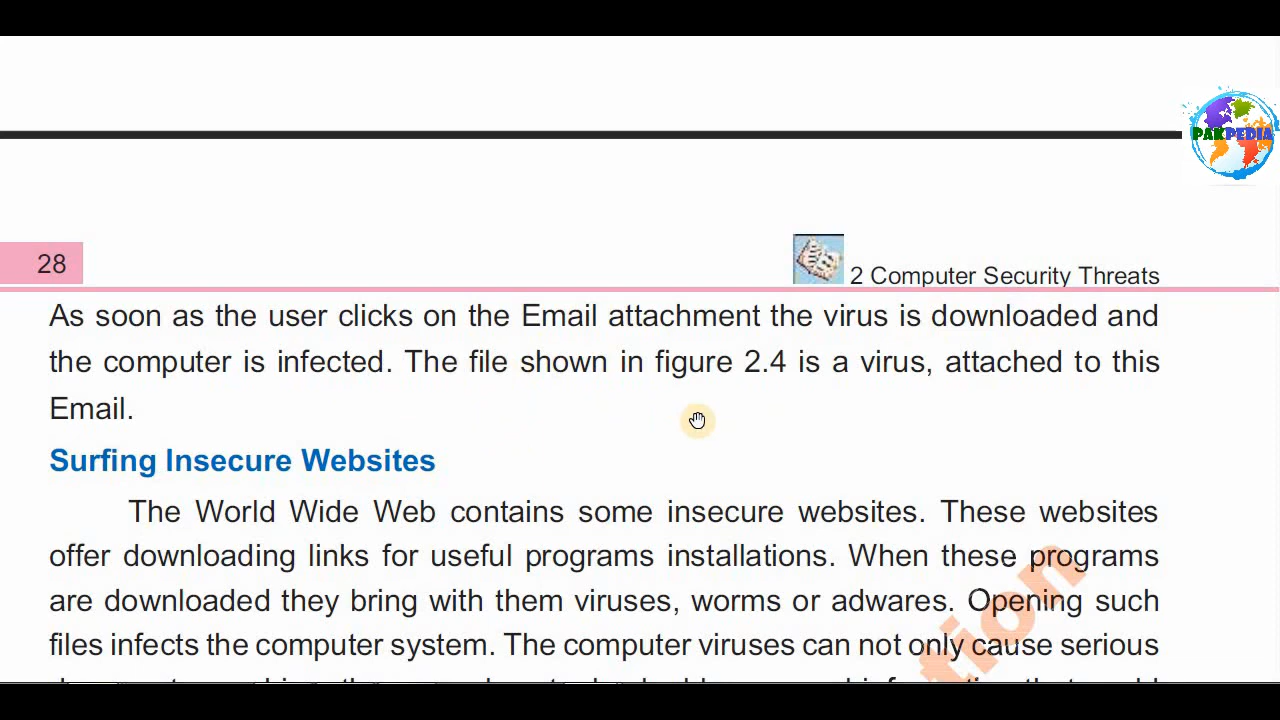 PAKPEDIA
28
2 Computer Security Threats
As soon as the user clicks on the Email attachment the virus is downloaded and
the computer is infected. The file shown in figure 2.4 is a virus, attached to this
Email.
Surfing Insecure Websites
The World Wide Web contains some insecure websites. These websites
offer downloading links for useful programs installations. When these programs
are downloaded they bring with them viruses, worms or adwares. Opening such
files infects the computer system. The computer viruses can not only cause serious
tion